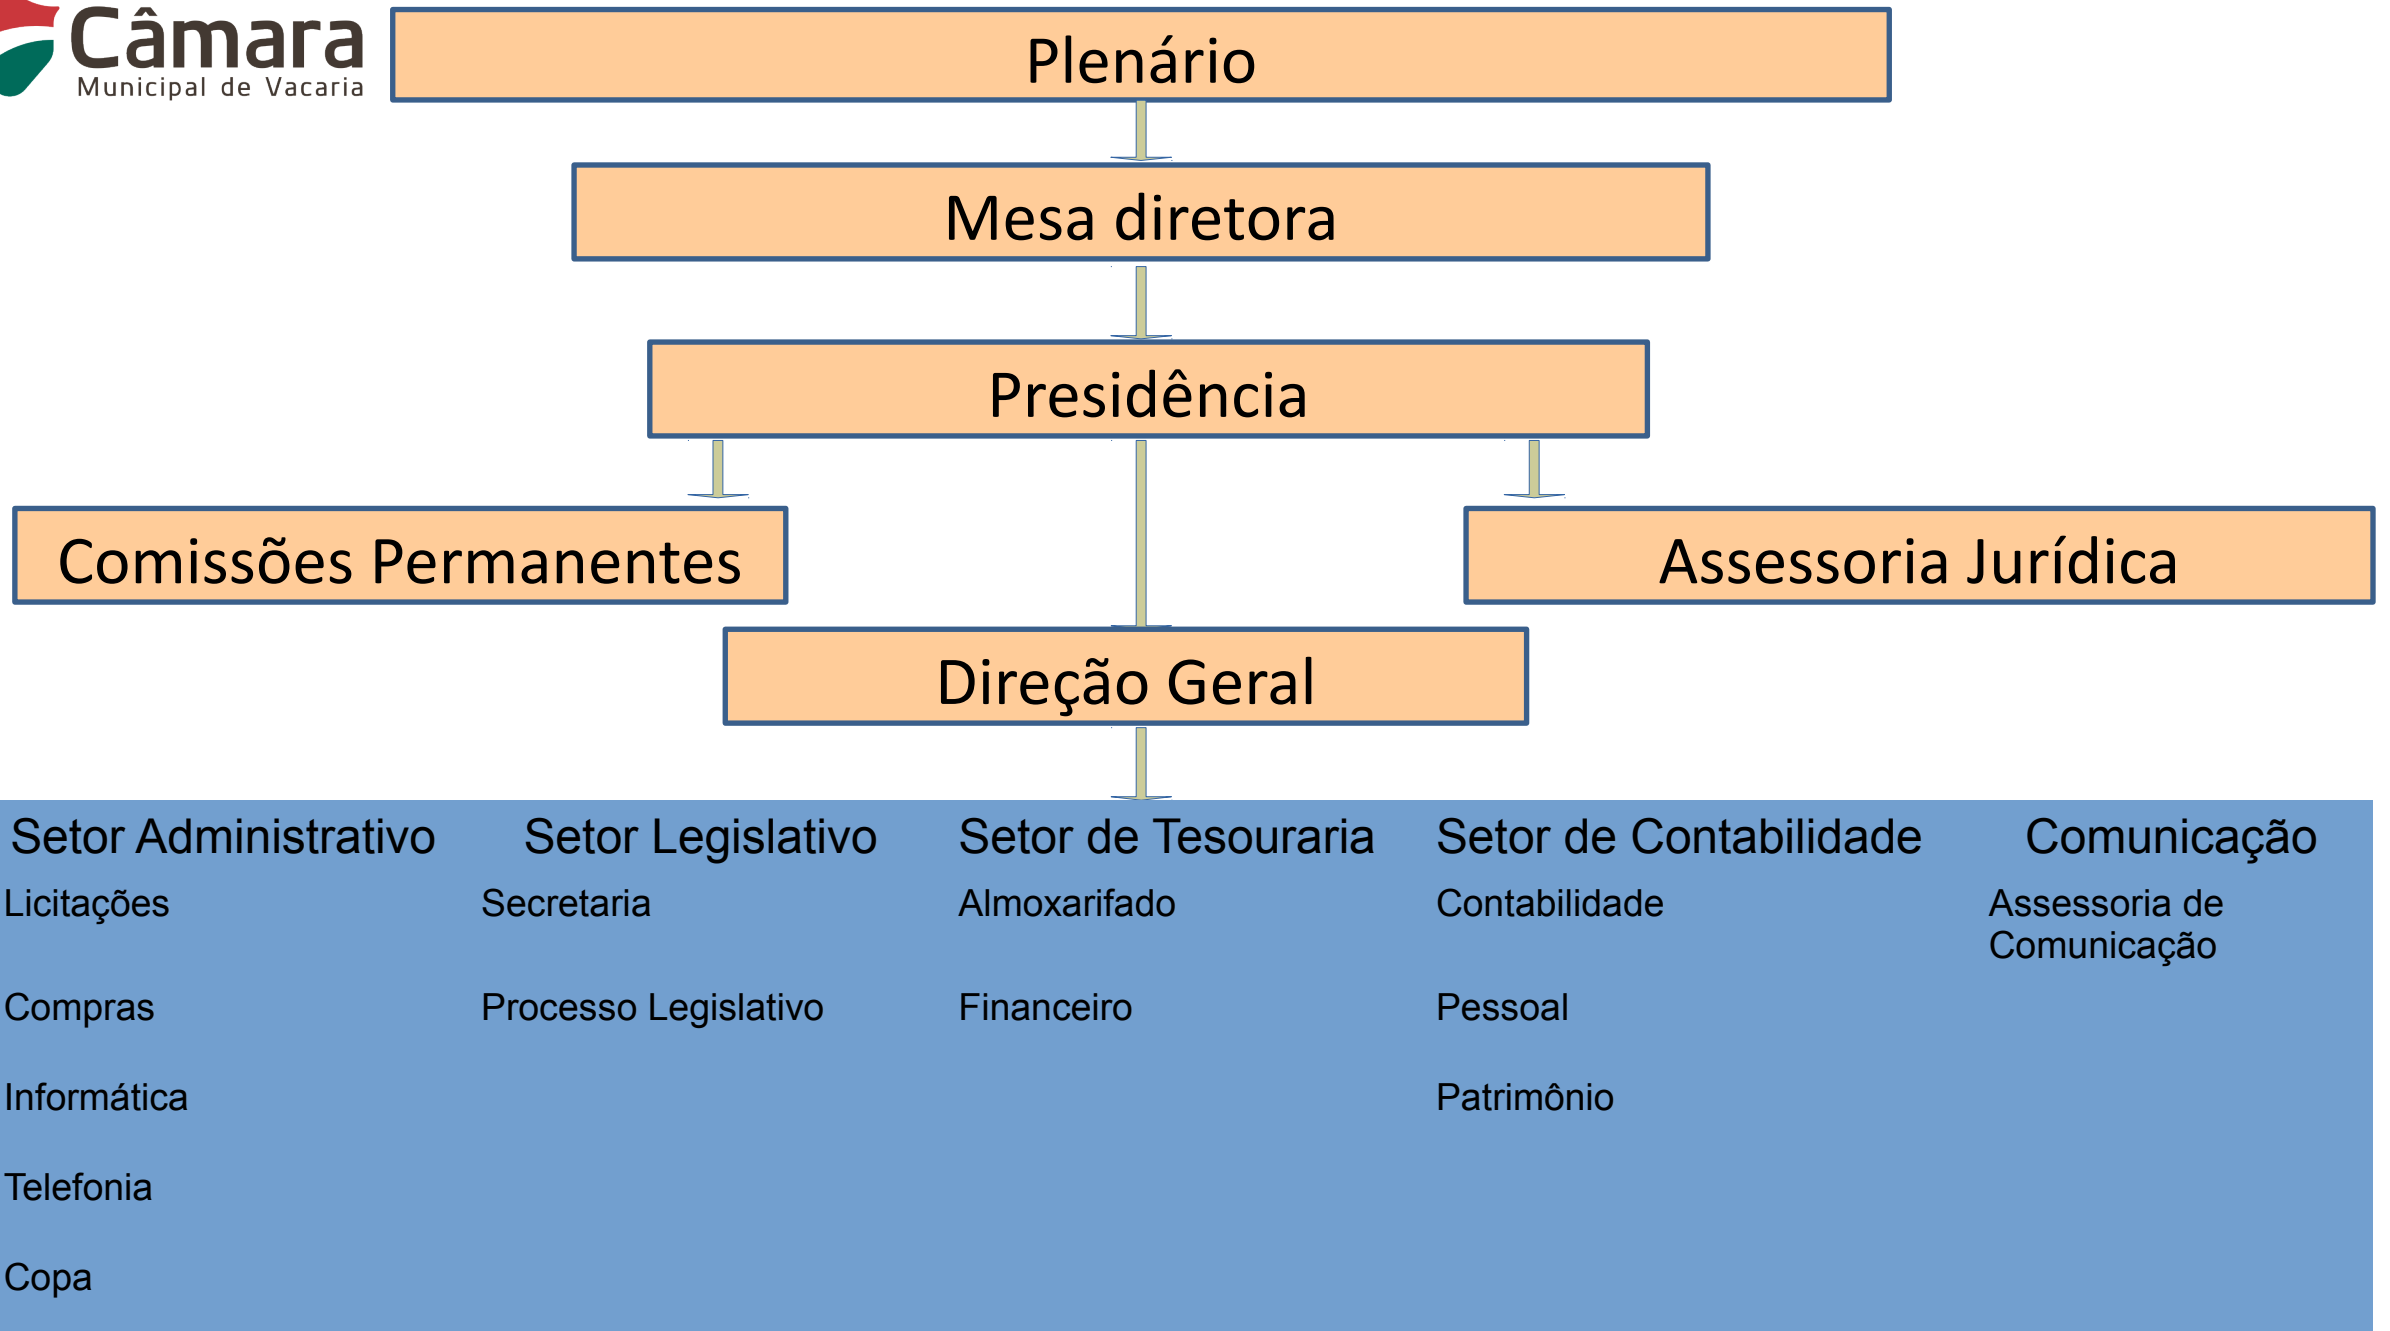 Câmara
Municipal de Vacaria
Plenário
Mesa diretora
Presidência
Comissões Permanentes
Assessoria Jurídica
Direção Geral
Setor Administrativo
Setor Legislativo
Setor de Tesouraria
Setor de Contabilidade
Comunicação
Licitações
Secretaria
Almoxarifado
Contabilidade
Assessoria de
Comunicação
Compras
Processo Legislativo
Financeiro
Pessoal
Informática
Patrimônio
Telefonia
Copa